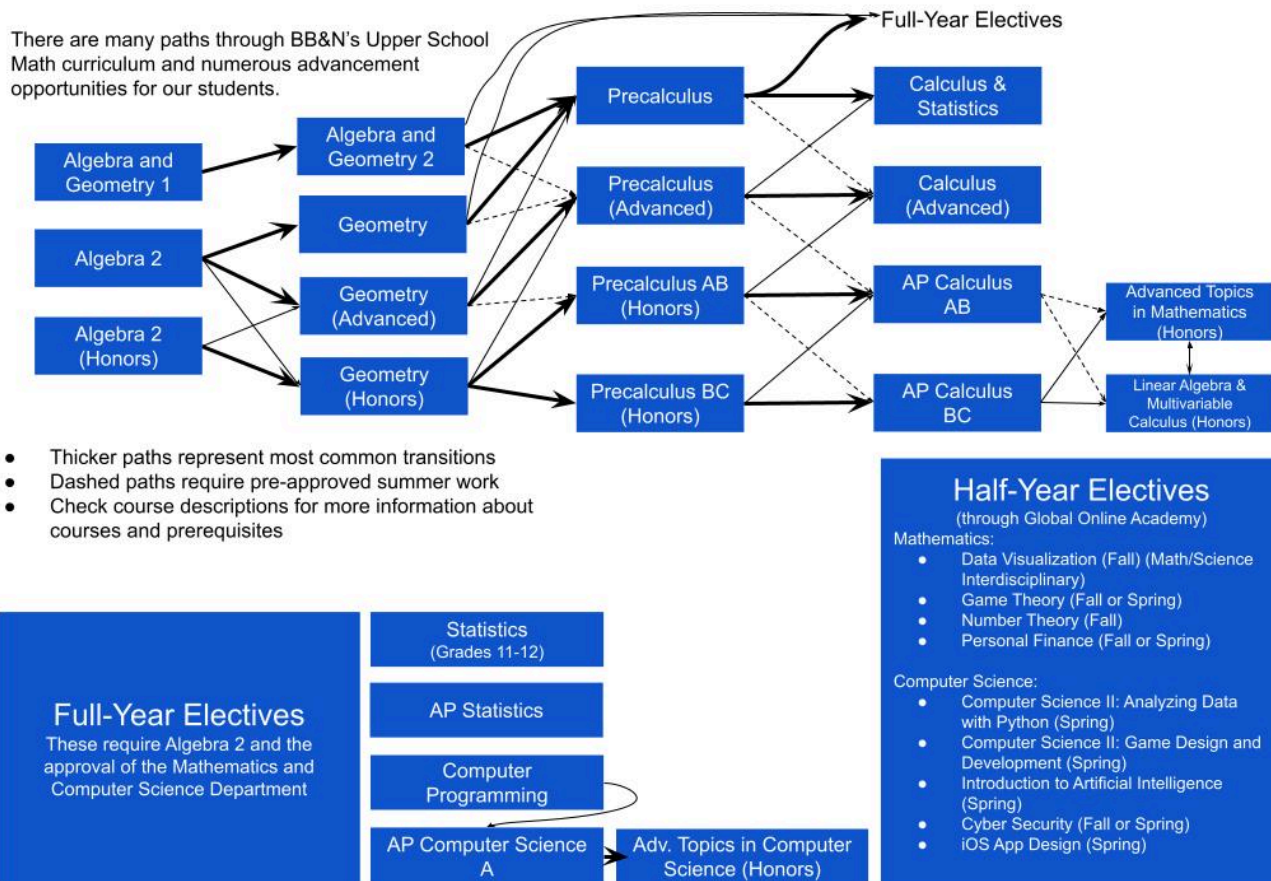 There are many paths through BB&N's Upper School
Math curriculum and numerous advancement
opportunities for our students.
Full-Year Electives
Algebra and
Geometry 1
Algebra 2
Algebra 2
(Honors)
Algebra and
Geometry 2
Geometry
Geometry
(Advanced)
Geometry
(Honors)
Precalculus
Precalculus
(Advanced)
Precalculus AB
(Honors)
Precalculus BC
(Honors)
Calculus &
Statistics
Calculus
(Advanced)
AP Calculus
AB
AP Calculus
BC
Advanced Topics
in Mathematics
(Honors)
Linear Algebra &
Multivariable
Calculus (Honors)
● Thicker paths represent most common transitions
● Dashed paths require pre-approved summer work
● Check course descriptions for more information about
courses and prerequisites
Full-Year Electives
These require Algebra 2 and the
approval of the Mathematics and
Computer Science Department
Statistics
(Grades 11-12)
AP Statistics
Computer
Programming
AP Computer Science
A
Adv. Topics in Computer
Science (Honors)
Half-Year Electives
(through Global Online Academy)
Mathematics:
● Data Visualization (Fall) (Math/Science
Interdisciplinary)
● Game Theory (Fall or Spring)
● Number Theory (Fall)
● Personal Finance (Fall or Spring)
Computer Science:
● Computer Science II: Analyzing Data
with Python (Spring)
● Computer Science II: Game Design and
Development (Spring)
● Introduction to Artificial Intelligence
(Spring)
● Cyber Security (Fall or Spring)
● iOS App Design (Spring)